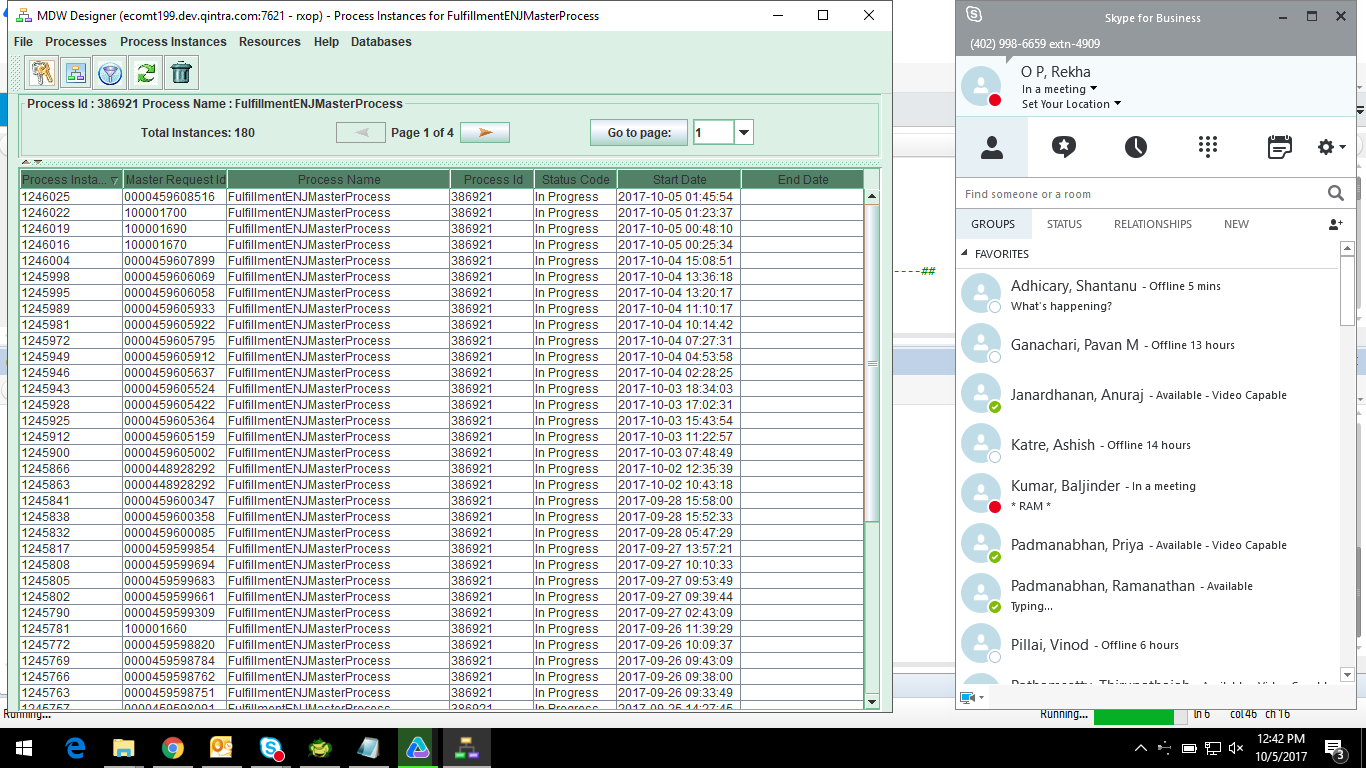 MDW Designer (ecomt199.dev.qintra.com:7621 - rxop) - Process Instances for FulfillmentENJMasterProcess
File Processes Process Instances Resources Help Databases
Process Id : 386921 Process Name : FulfillmentENJMasterProcess
Total Instances: 180 Page 1 of 4 Go to page: 1
Process Insta... Master Request Id Process Name Process Id Status Code Start Date End Date
1246025 0000459608516 FulfillmentENJMasterProcess 386921 In Progress 2017-10-05 01:45:54
1246022 100001700 FulfillmentENJMasterProcess 386921 In Progress 2017-10-05 01:23:37
1246019 100001690 FulfillmentENJMasterProcess 386921 In Progress 2017-10-05 00:48:10
1246016 100001670 FulfillmentENJMasterProcess 386921 In Progress 2017-10-05 00:25:34
1246004 0000459607899 FulfillmentENJMasterProcess 386921 In Progress 2017-10-04 15:08:51
1245998 0000459606069 FulfillmentENJMasterProcess 386921 In Progress 2017-10-04 13:36:18
1245995 0000459606058 FulfillmentENJMasterProcess 386921 In Progress 2017-10-04 13:20:17
1245989 0000459605933 FulfillmentENJMasterProcess 386921 In Progress 2017-10-04 11:10:17
1245981 0000459605922 FulfillmentENJMasterProcess 386921 In Progress 2017-10-04 10:14:42
1245972 0000459605795 FulfillmentENJMasterProcess 386921 In Progress 2017-10-04 07:27:31
1245949 0000459605912 FulfillmentENJMasterProcess 386921 In Progress 2017-10-04 04:53:58
1245946 0000459605637 FulfillmentENJMasterProcess 386921 In Progress 2017-10-04 02:28:25
1245943 0000459605524 FulfillmentENJMasterProcess 386921 In Progress 2017-10-03 18:34:03
1245928 0000459605422 FulfillmentENJMasterProcess 386921 In Progress 2017-10-03 17:02:31
1245925 0000459605364 FulfillmentENJMasterProcess 386921 In Progress 2017-10-03 15:43:54
1245912 0000459605159 FulfillmentENJMasterProcess 386921 In Progress 2017-10-03 11:22:57
1245900 0000459605002 FulfillmentENJMasterProcess 386921 In Progress 2017-10-03 07:48:49
1245866 0000448928292 FulfillmentENJMasterProcess 386921 In Progress 2017-10-02 12:35:39
1245863 0000448928292 FulfillmentENJMasterProcess 386921 In Progress 2017-10-02 10:43:18
1245841 0000459600347 FulfillmentENJMasterProcess 386921 In Progress 2017-09-28 15:58:00
1245838 0000459600358 FulfillmentENJMasterProcess 386921 In Progress 2017-09-28 15:52:33
1245832 0000459600085 FulfillmentENJMasterProcess 386921 In Progress 2017-09-28 05:47:29
1245817 0000459599854 FulfillmentENJMasterProcess 386921 In Progress 2017-09-27 13:57:21
1245808 0000459599694 FulfillmentENJMasterProcess 386921 In Progress 2017-09-27 10:10:33
1245805 0000459599683 FulfillmentENJMasterProcess 386921 In Progress 2017-09-27 09:53:49
1245802 0000459599661 FulfillmentENJMasterProcess 386921 In Progress 2017-09-27 09:39:44
1245790 0000459599309 FulfillmentENJMasterProcess 386921 In Progress 2017-09-27 02:43:09
1245781 100001660 FulfillmentENJMasterProcess 386921 In Progress 2017-09-26 11:39:29
1245772 0000459598820 FulfillmentENJMasterProcess 386921 In Progress 2017-09-26 10:09:37
1245769 0000459598784 FulfillmentENJMasterProcess 386921 In Progress 2017-09-26 09:43:09
1245766 0000459598762 FulfillmentENJMasterProcess 386921 In Progress 2017-09-26 09:38:00
1245763 0000459598751 FulfillmentENJMasterProcess 386921 In Progress 2017-09-26 09:33:49
1245757 0000459598091 FulfillmentENJMasterProcess 386921 In Progress 2017-09-25 14:27:45
Running...
----##
Skype for Business
(402) 998-6659 extn-4909
O P, Rekha
In a meeting
Set Your Location
Find someone or a room
GROUPS STATUS RELATIONSHIPS NEW
FAVORITES
Adhicary, Shantanu - Offline 5 mins
What's happening?
Ganachari, Pavan M - Offline 13 hours
Janardhanan, Anuraj - Available - Video Capable
Katre, Ashish - Offline 14 hours
Kumar, Baljinder - In a meeting
* RAM *
Padmanabhan, Priya - Available - Video Capable
Padmanabhan, Ramanathan - Available
Typing...
Pillai, Vinod - Offline 6 hours
Running... ln 6 col 46 ch 16
12:42 PM
10/5/2017
3